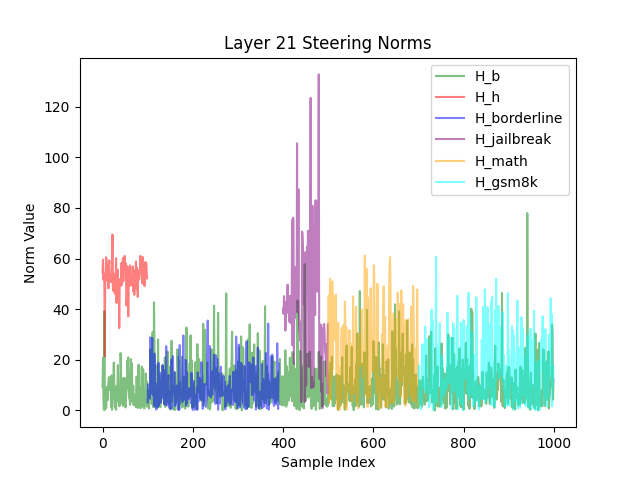 Layer 21 Steering Norms
Norm Value
120
100
80
60
40
20
0
H_b
H_h
H_borderline
H_jailbreak
H_math
H_gsm8k
0 200 400 600 800 1000
Sample Index